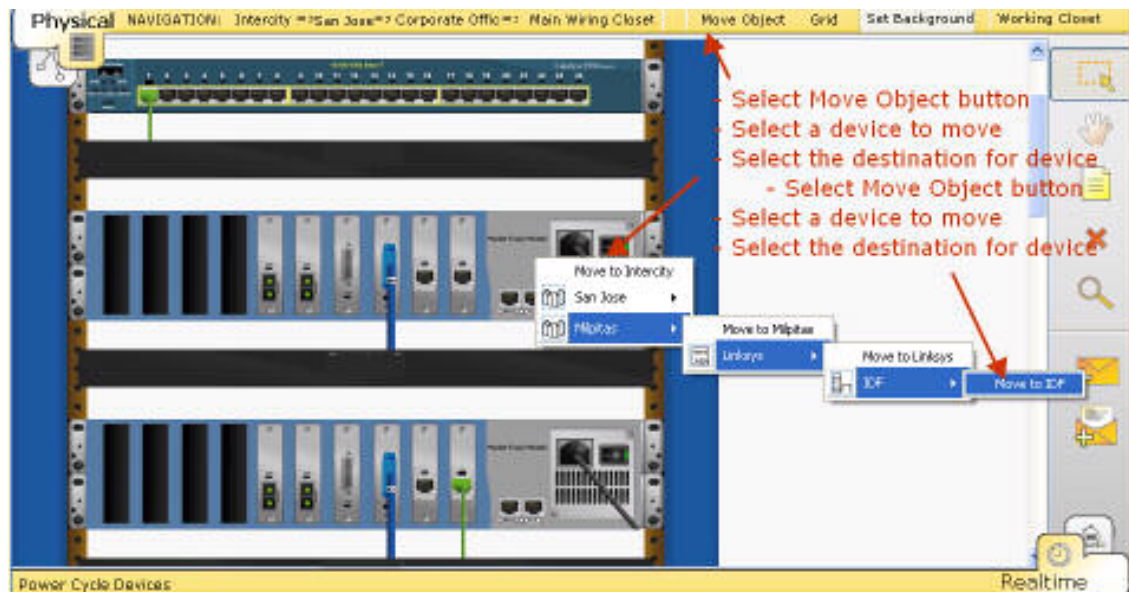 Physical NAVIGATION: Intercity =>San Jose=> Corporate Offic=> Main Wiring Closet Move Object Grid Set Background Working Closet
- Select Move Object button
- Select a device to move
- Select the destination for device
- Select Move Object button
- Select a device to move
- Select the destination for device
Move to Intercity
San Jose
Milpitas
Move to Milpitas
Linksys
Move to Linksys
IDF
Move to IDF
Power Cycle Devices
Realtime